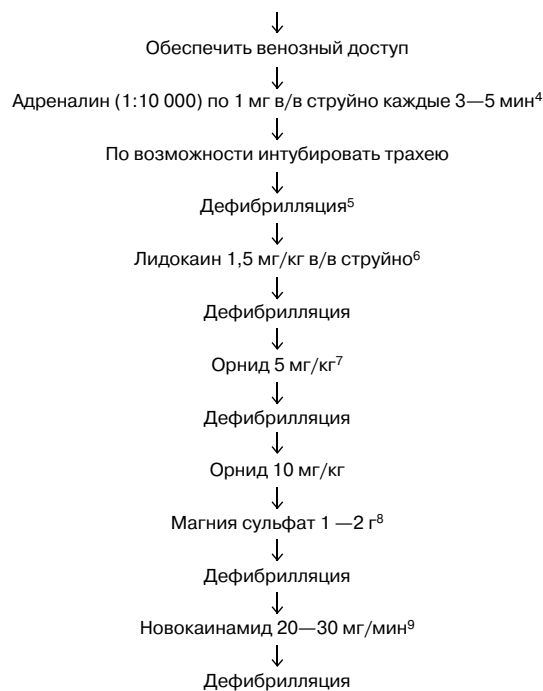 Обеспечить венозный доступ
Адреналин (1:10 000) по 1 мг в/в струйно каждые 3—5 мин⁴
По возможности интубировать трахею
Дефибрилляция⁵
Лидокаин 1,5 мг/кг в/в струйно⁶
Дефибрилляция
Орнид 5 мг/кг⁷
Дефибрилляция
Орнид 10 мг/кг
Магния сульфат 1 —2 г⁸
Дефибрилляция
Новокаинамид 20—30 мг/мин⁹
Дефибрилляция